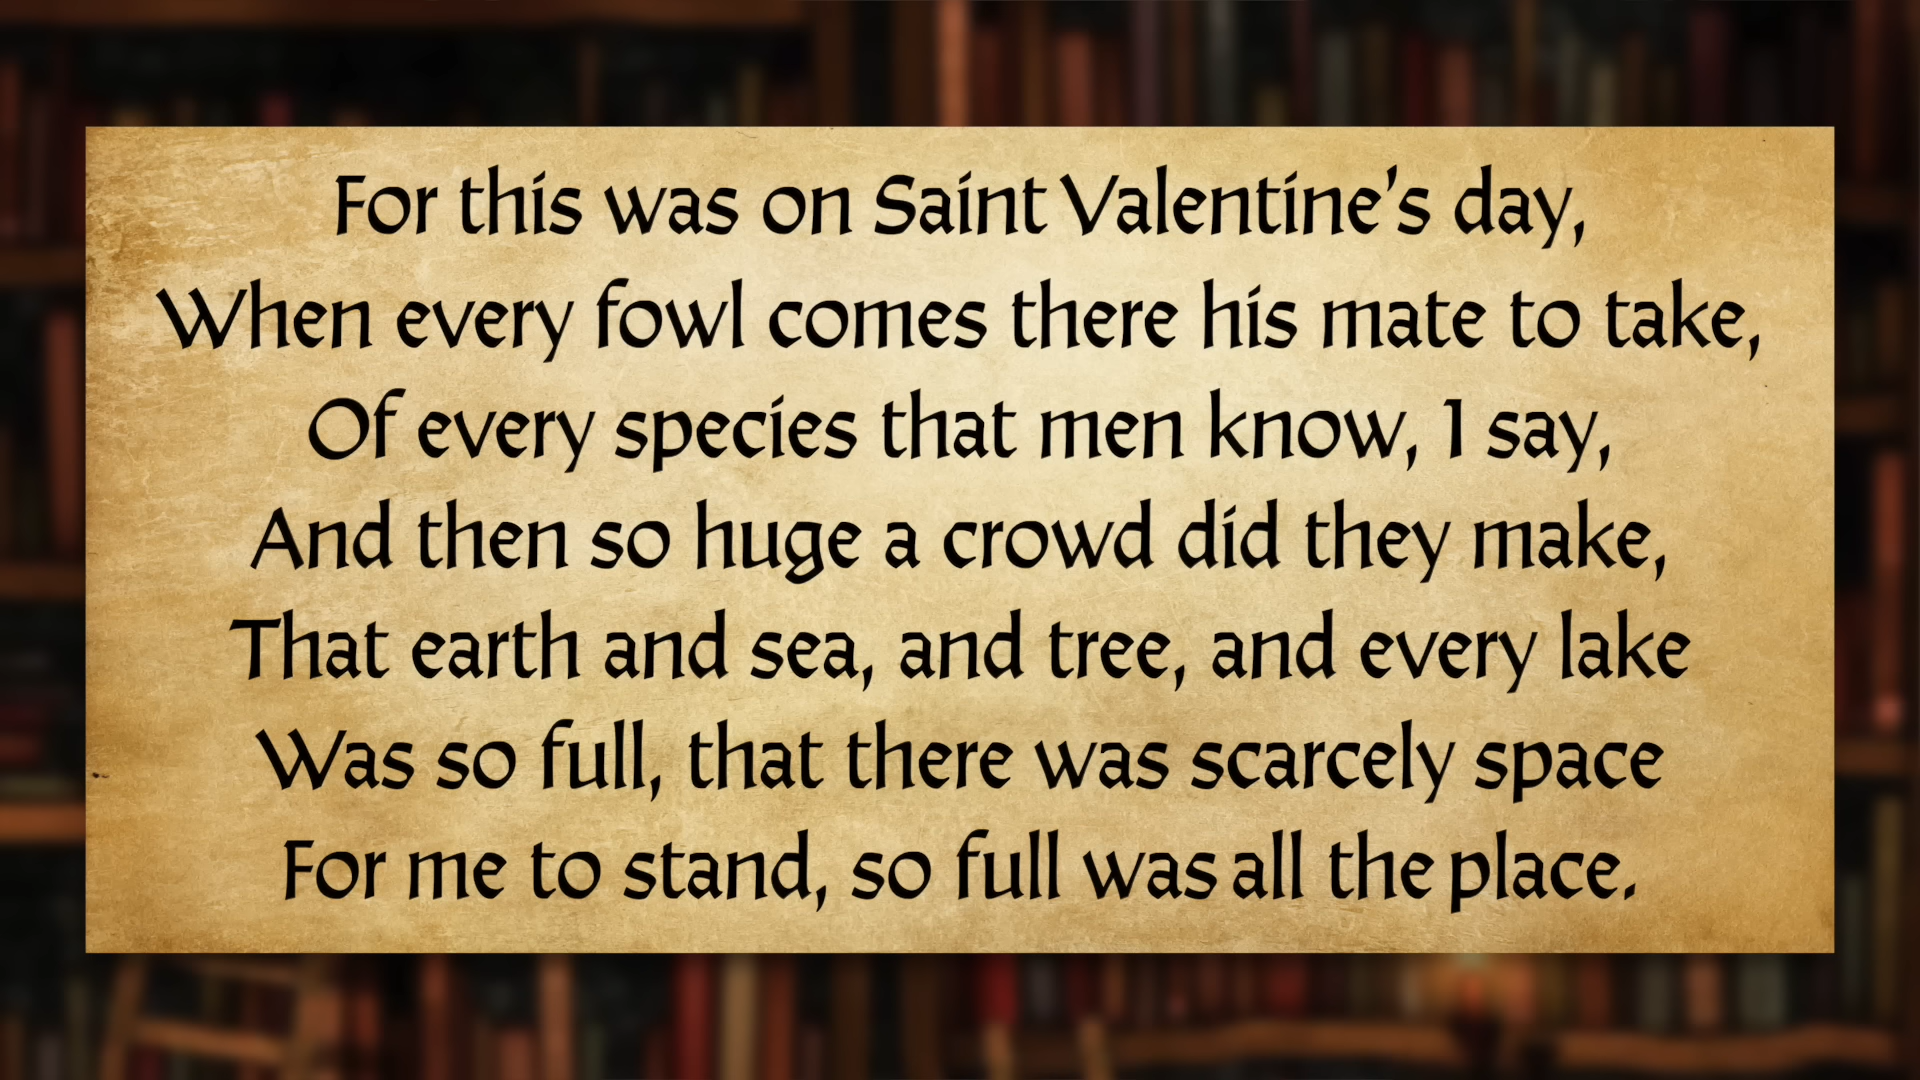 For this was on Saint Valentine’s day,
When every fowl comes there his mate to take,
Of every species that men know, I say,
And then so huge a crowd did they make,
That earth and sea, and tree, and every lake
Was so full, that there was scarcely space
For me to stand, so full was all the place.